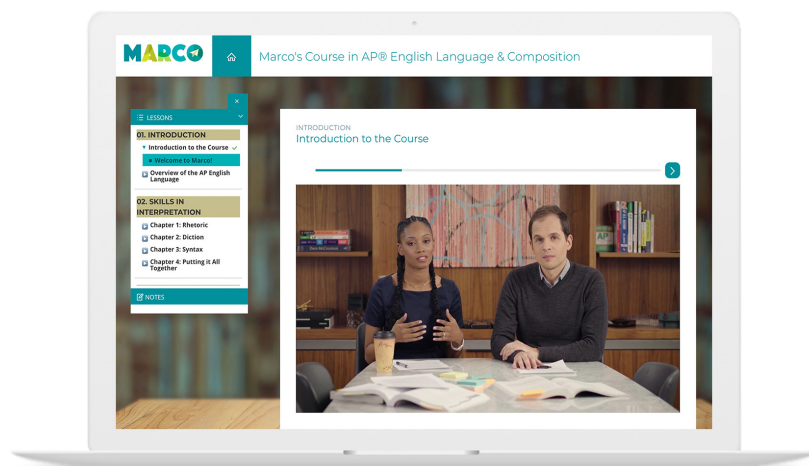 MARCO
Marco's Course in AP® English Language & Composition
×
LESSONS
01. INTRODUCTION
Introduction to the Course
Welcome to Marco!
Overview of the AP English
Language
02. SKILLS IN
INTERPRETATION
Chapter 1: Rhetoric
Chapter 2: Diction
Chapter 3: Syntax
Chapter 4: Putting it All
Together
NOTES
INTRODUCTION
Introduction to the Course
AP